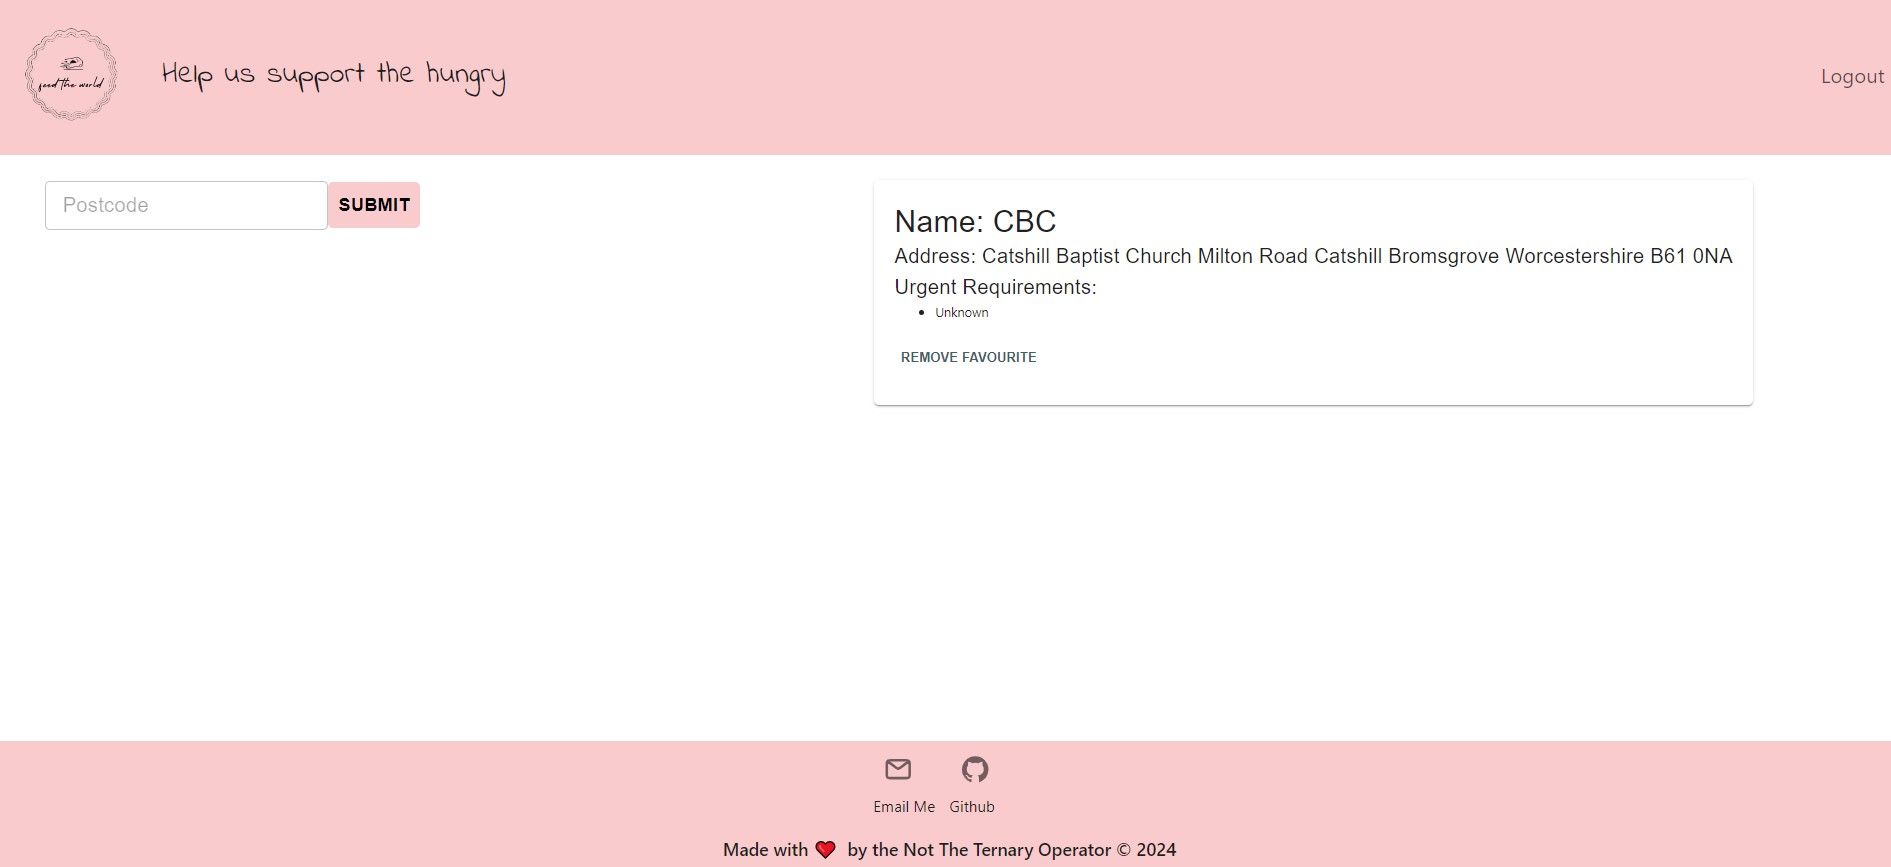 feed the world
Help us support the hungry
Logout
Postcode
SUBMIT
Name: CBC
Address: Catshill Baptist Church Milton Road Catshill Bromsgrove Worcestershire B61 0NA
Urgent Requirements:
Unknown
REMOVE FAVOURITE
Email Me
Github
Made with ❤ by the Not The Ternary Operator © 2024